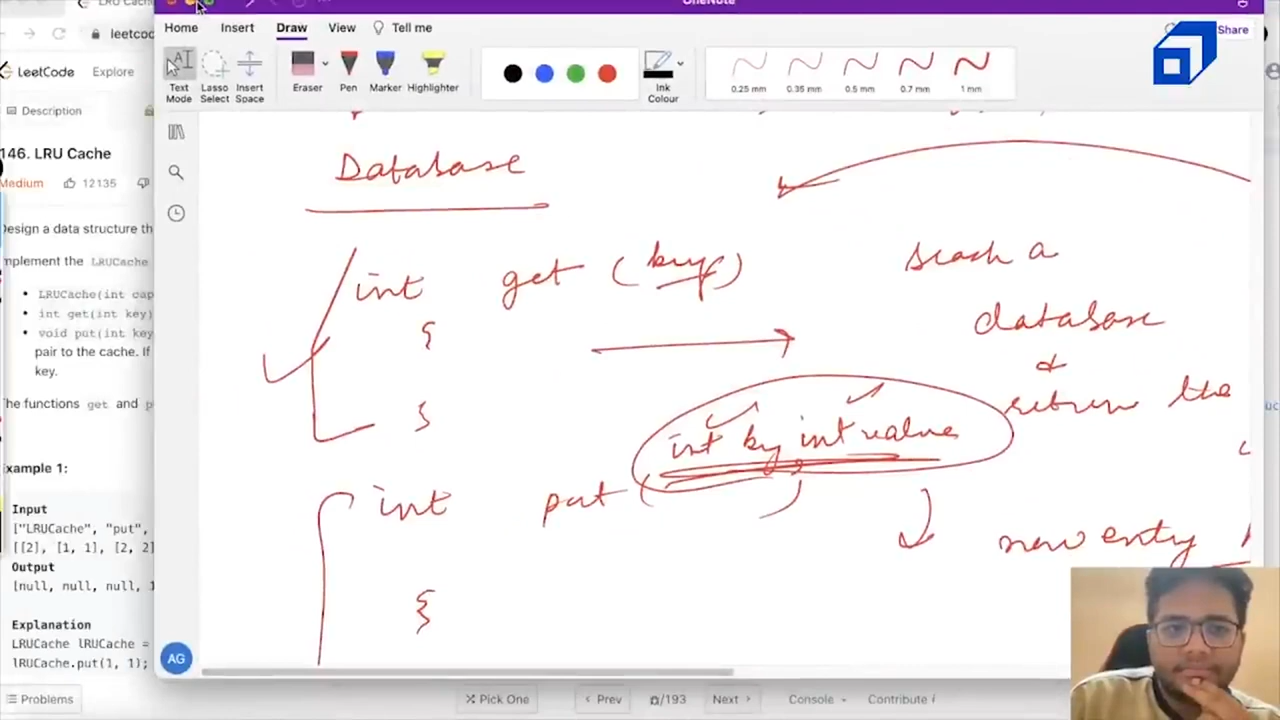 LRU Cach
leetcoc
OneNote
Home Insert Draw View Tell me
Share
LeetCode Explore
Text Mode
Lasso Select
Insert Space
Eraser
Pen
Marker
Highlighter
Ink Colour
0.25 mm
0.35 mm
0.5 mm
0.7 mm
1 mm
Description
146. LRU Cache
Medium 12135
Design a data structure th
mplement the LRUCache
LRUCache(int cap
int get(int key)
void put(int key
pair to the cache. If
key.
The functions get and p
Example 1:
Input
["LRUCache", "put",
[[2], [1, 1], [2, 2]
Output
[null, null, null, 1
Explanation
LRUCache lRUCache =
lRUCache.put(1, 1);
Database
int get (key)
{
}
search a
database
&
retrieve the
int key, int value
int put ( )
{
new entry
AG
Problems
Pick One
Prev
/193
Next
Console
Contribute i